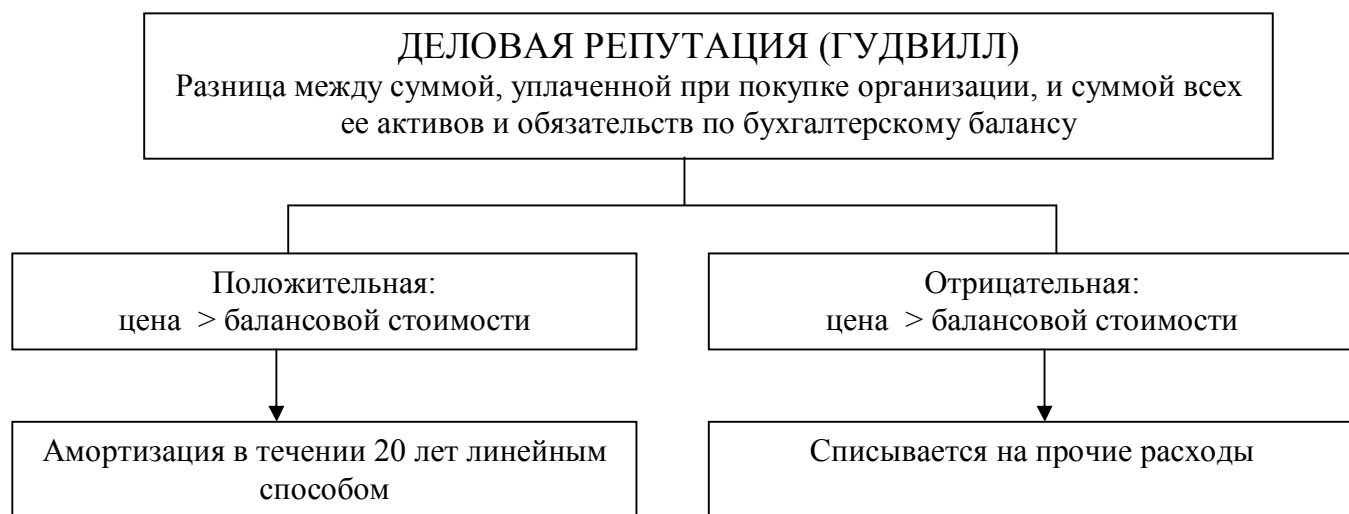 ДЕЛОВАЯ РЕПУТАЦИЯ (ГУДВИЛЛ)
Разница между суммой, уплаченной при покупке организации, и суммой всех
ее активов и обязательств по бухгалтерскому балансу
Положительная:
цена > балансовой стоимости
Отрицательная:
цена > балансовой стоимости
Амортизация в течении 20 лет линейным
способом
Списывается на прочие расходы